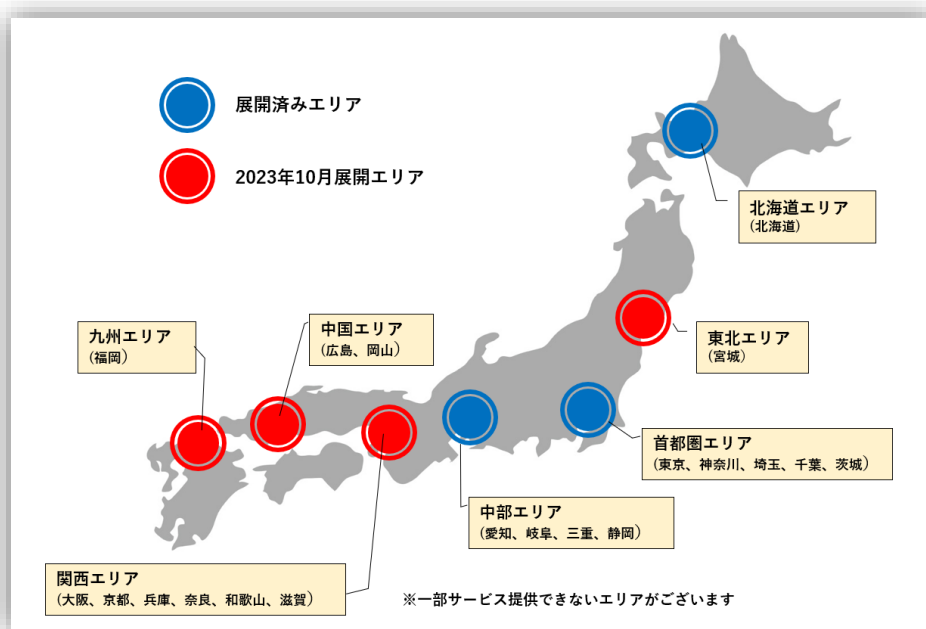 展開済みエリア
2023年10月展開エリア
北海道エリア
(北海道)
九州エリア
(福岡)
中国エリア
(広島、岡山)
東北エリア
(宮城)
首都圏エリア
(東京、神奈川、埼玉、千葉、茨城)
中部エリア
(愛知、岐阜、三重、静岡)
関西エリア
(大阪、京都、兵庫、奈良、和歌山、滋賀)
※一部サービス提供できないエリアがございます